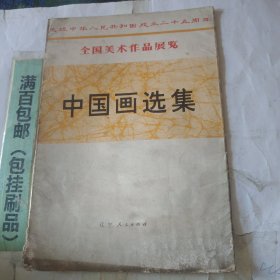 庆祝中华人民共和国成立二十五周年
全国美术作品展览
中国画选集
辽宁人民出版社
满百包邮（包挂刷品）